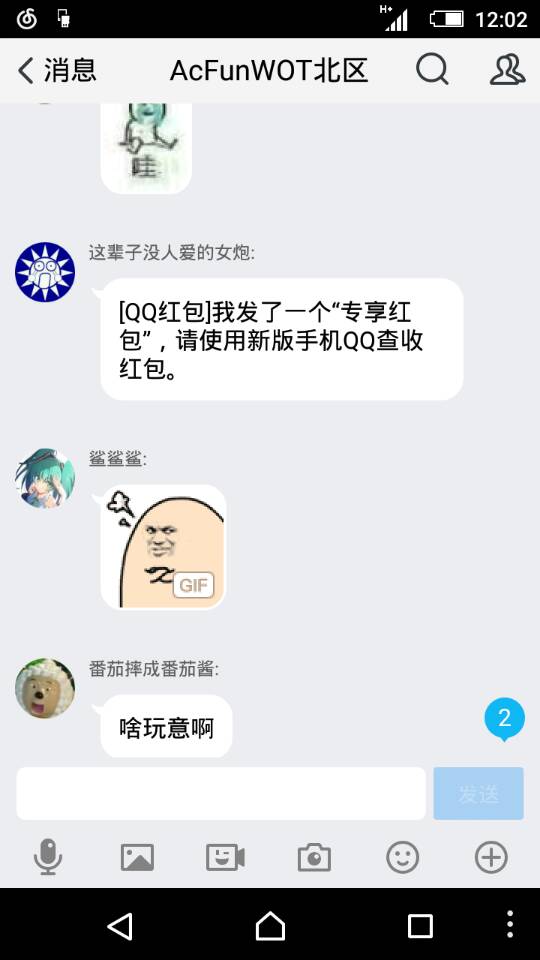 H+
12:02
消息
AcFunWOT北区
哇
这辈子没人爱的女炮:
[QQ红包]我发了一个“专享红
包”，请使用新版手机QQ查收
红包。
鲨鲨鲨:
GIF
番茄摔成番茄酱:
啥玩意啊
2
发送